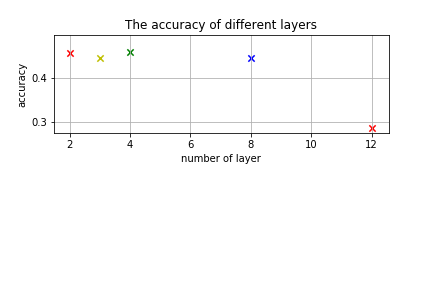 The accuracy of different layers
accuracy
0.4
0.3
2 4 6 8 10 12
number of layer